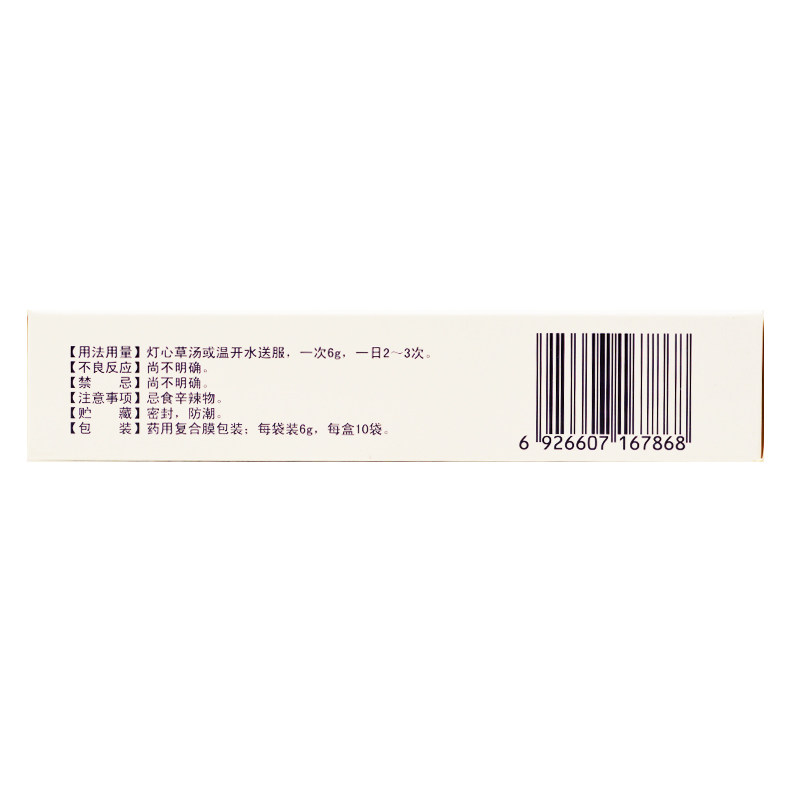 【用法用量】灯心草汤或温开水送服，一次6g，一日2～3次。
【不良反应】尚不明确。
【禁　　忌】尚不明确。
【注意事项】忌食辛辣物。
【贮　　藏】密封，防潮。
【包　　装】药用复合膜包装；每袋装6g，每盒10袋。
6 926607 167868